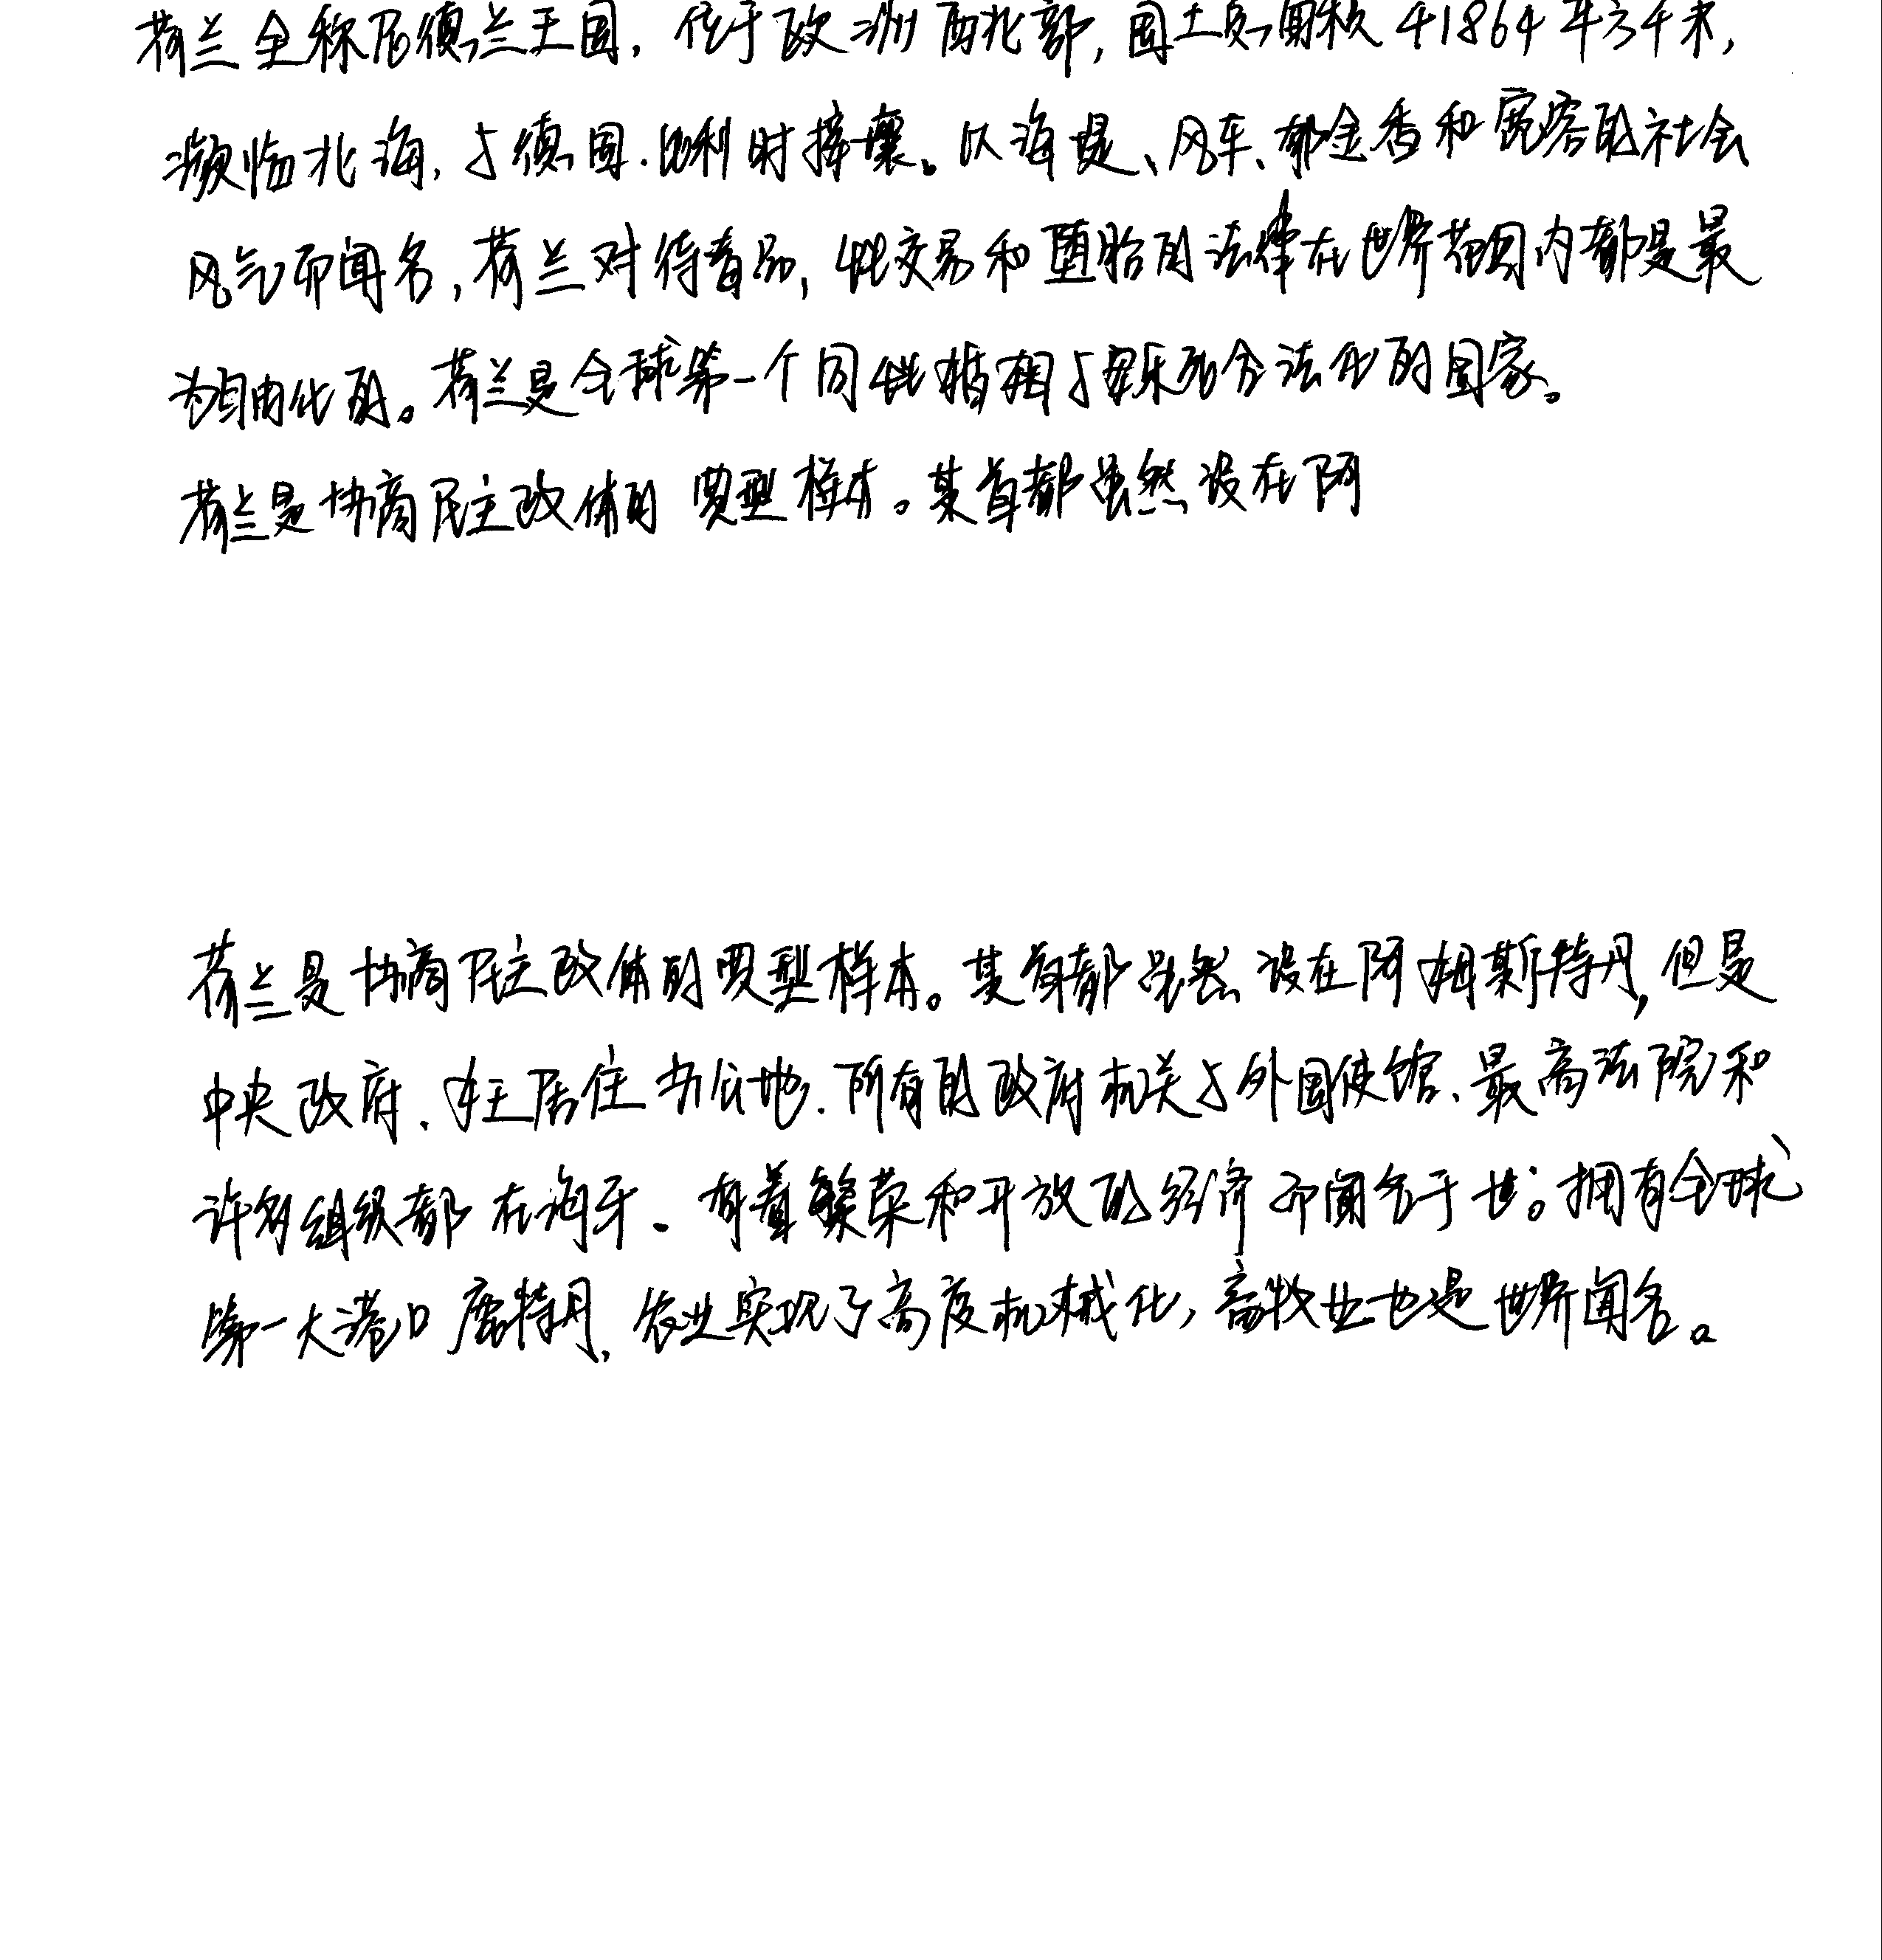 荷兰全称尼德兰王国，位于欧洲西北部，国土总面积41864平方千米，
濒临北海，与德国、比利时接壤。以海堤、风车、郁金香和宽容的社会
风气而闻名，荷兰对待毒品，性交易和堕胎的法律在世界范围内都是最
为自由化的。荷兰是全球第一个同性婚姻与安乐死合法化的国家。
荷兰是协商民主政体的典型样本。其首都虽然设在阿
荷兰是协商民主政体的典型样本。其首都虽然设在阿姆斯特丹，但是
中央政府、女王居住办公地、所有的政府机关与外国使馆、最高法院和
许多组织都在海牙。有着繁荣和开放的经济而闻名于世。拥有全球
第一大港口鹿特丹，农业实现了高度机械化，畜牧业也是世界闻名。